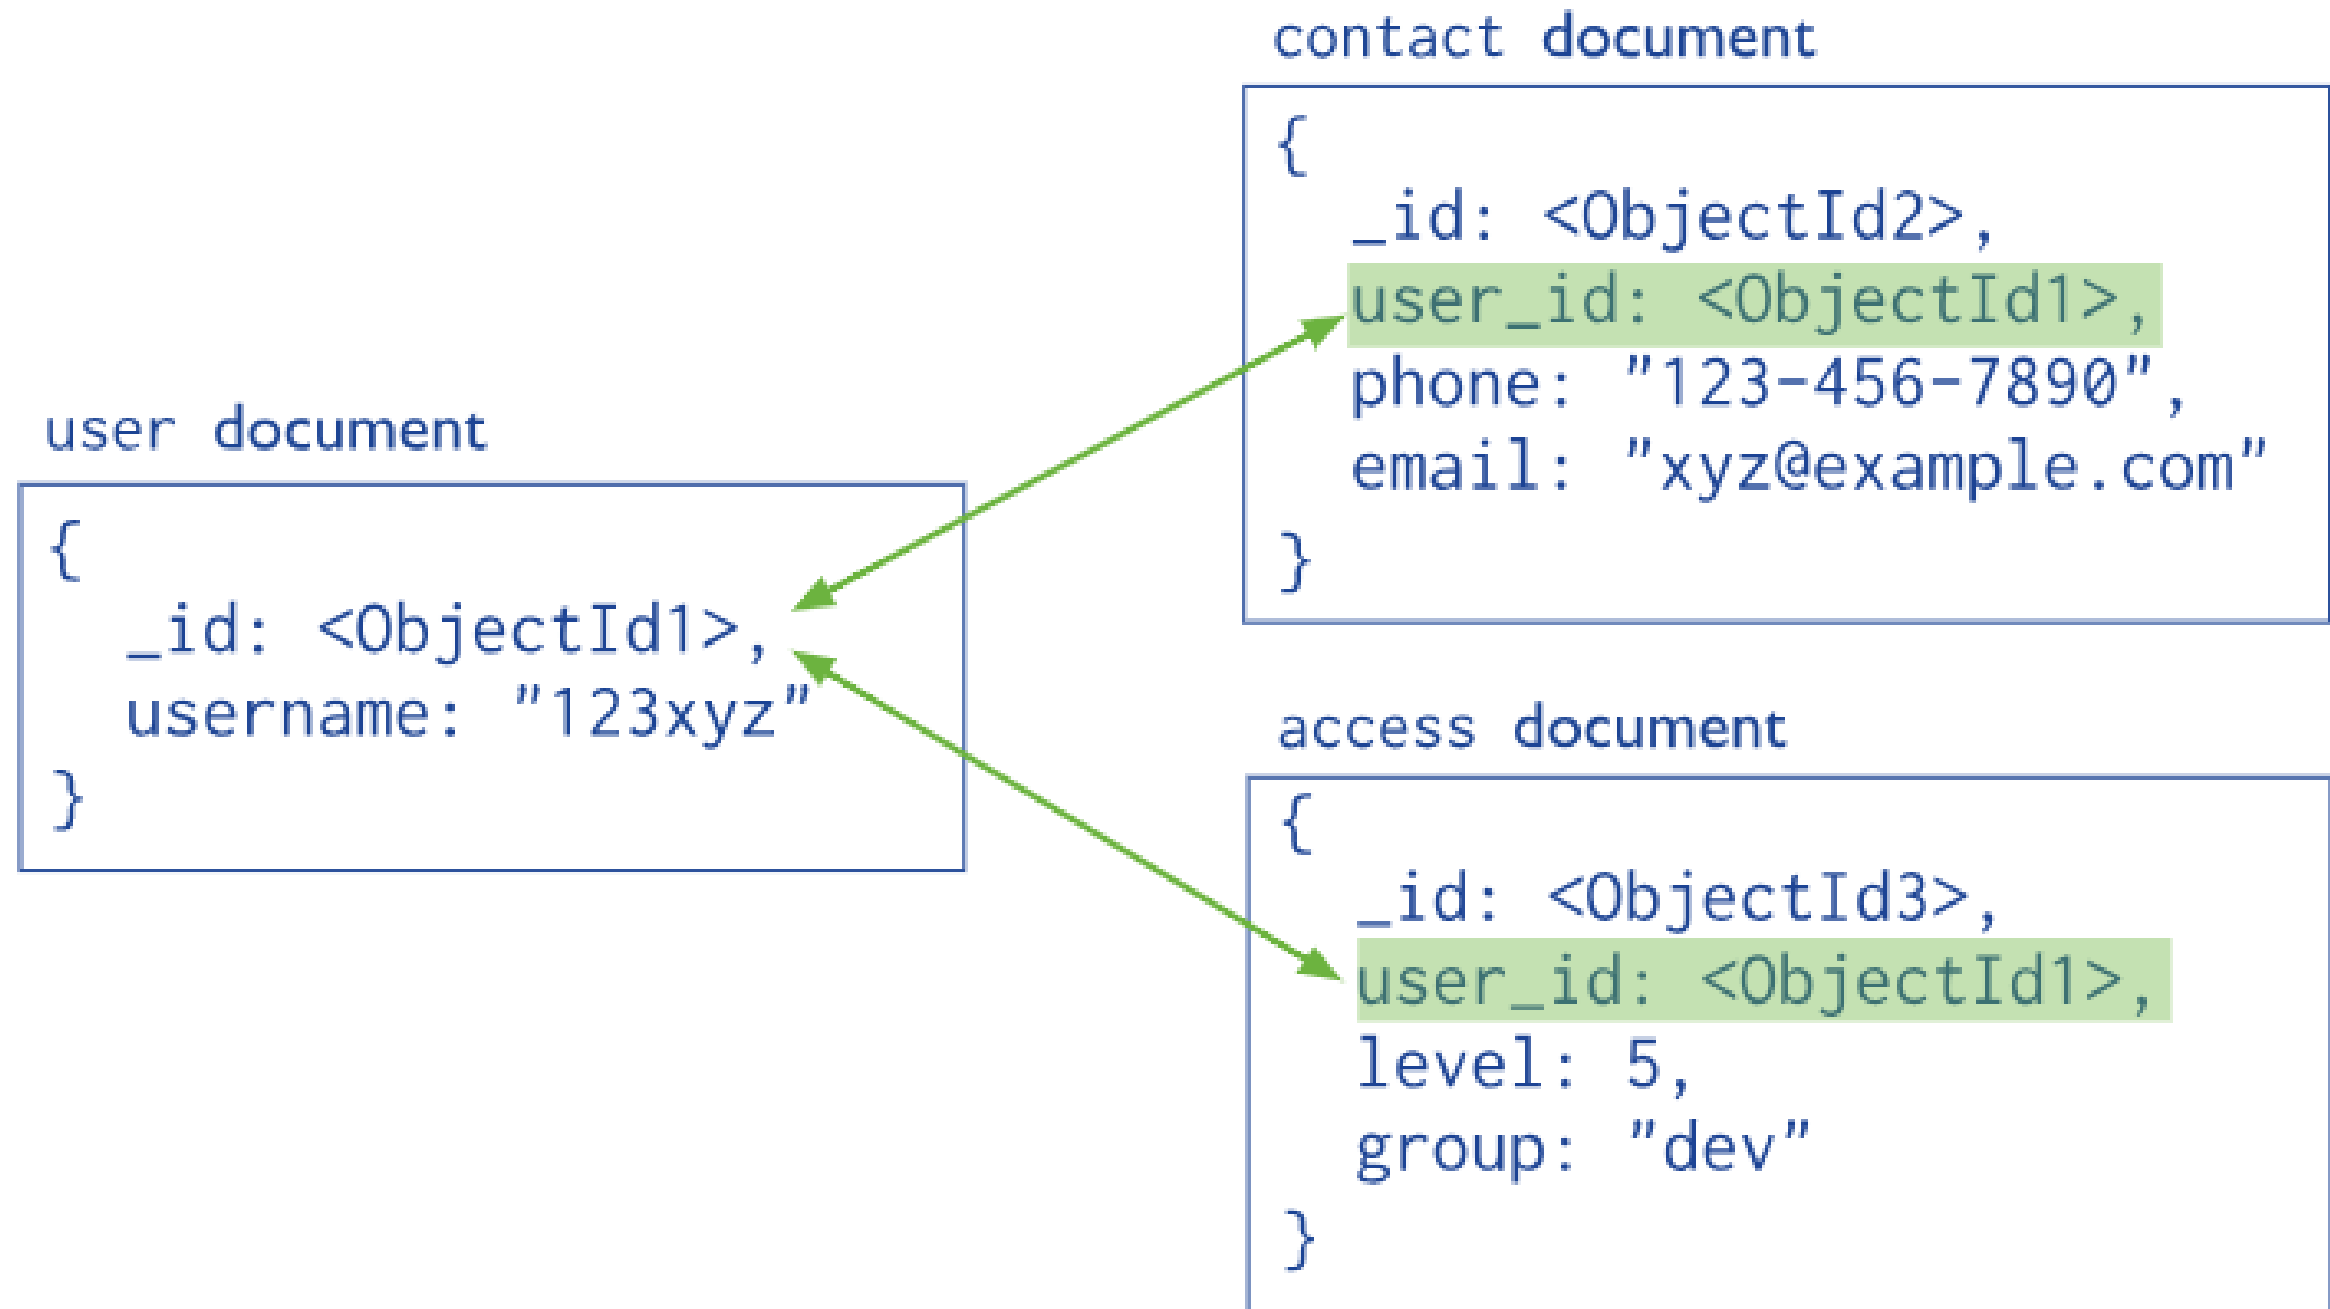 user document
{
_id: <ObjectId1>,
username: "123xyz"
}
contact document
{
_id: <ObjectId2>,
user_id: <ObjectId1>,
phone: "123-456-7890",
email: "xyz@example.com"
}
access document
{
_id: <ObjectId3>,
user_id: <ObjectId1>,
level: 5,
group: "dev"
}